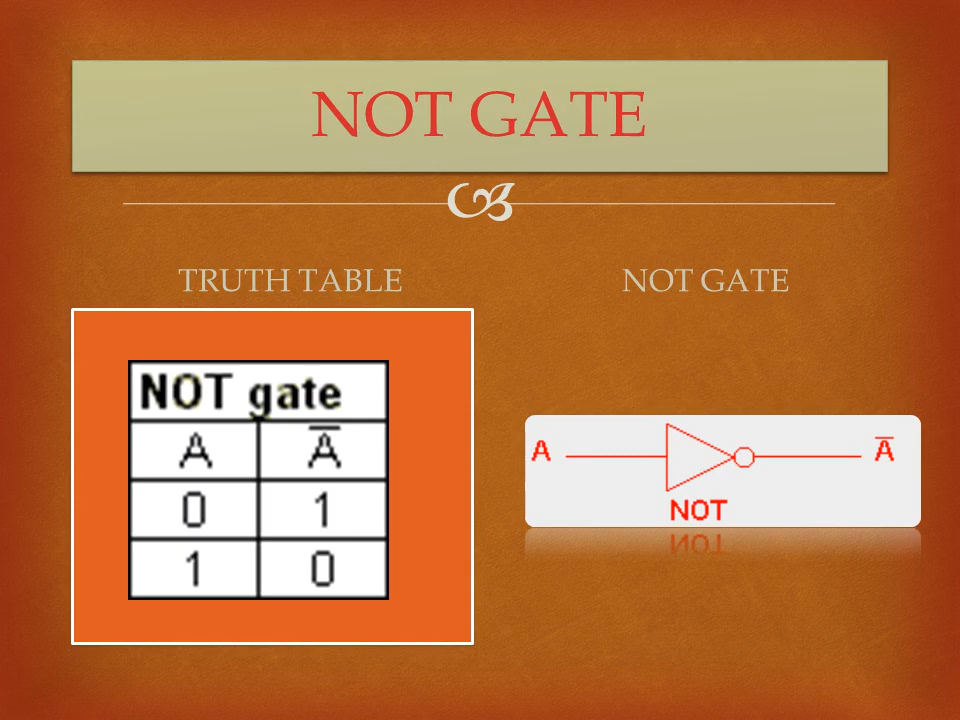 NOT GATE
TRUTH TABLE
NOT gate
A A̅
0 1
1 0
NOT GATE
A A̅
NOT